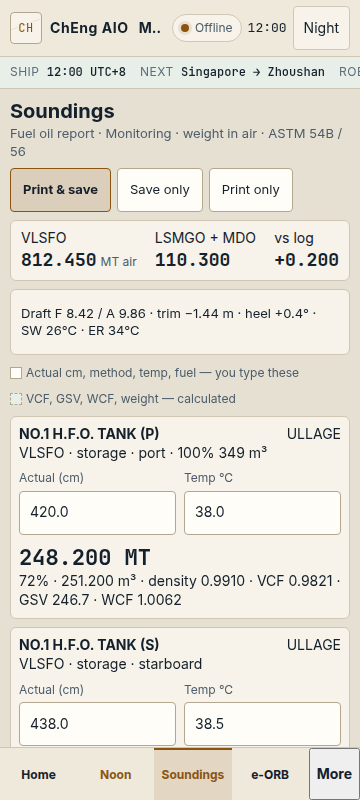 CH ChEng AIO M.. Offline 12:00 Night
SHIP 12:00 UTC+8 NEXT Singapore → Zhoushan ROB
Soundings
Fuel oil report · Monitoring · weight in air · ASTM 54B /
56
Print & save Save only Print only
VLSFO LSMGO + MDO vs log
812.450 MT air 110.300 +0.200
Draft F 8.42 / A 9.86 · trim −1.44 m · heel +0.4° ·
SW 26°C · ER 34°C
Actual cm, method, temp, fuel — you type these
VCF, GSV, WCF, weight — calculated
NO.1 H.F.O. TANK (P) ULLAGE
VLSFO · storage · port · 100% 349 m³
Actual (cm) Temp °C
420.0 38.0
248.200 MT
72% · 251.200 m³ · density 0.9910 · VCF 0.9821 ·
GSV 246.7 · WCF 1.0062
NO.1 H.F.O. TANK (S) ULLAGE
VLSFO · storage · starboard
Actual (cm) Temp °C
438.0 38.5
Home Noon Soundings e-ORB More